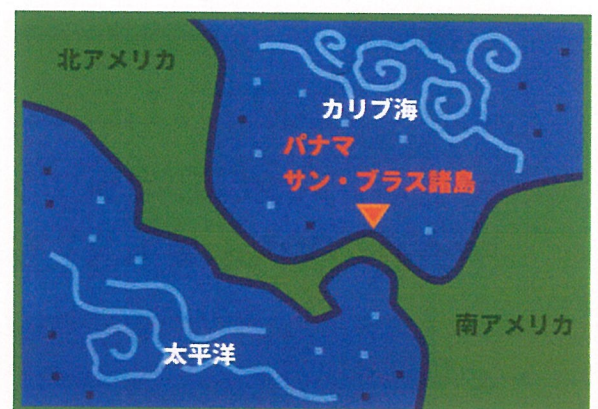 北アメリカ
カリブ海
パナマ
サン・ブラス諸島
南アメリカ
太平洋